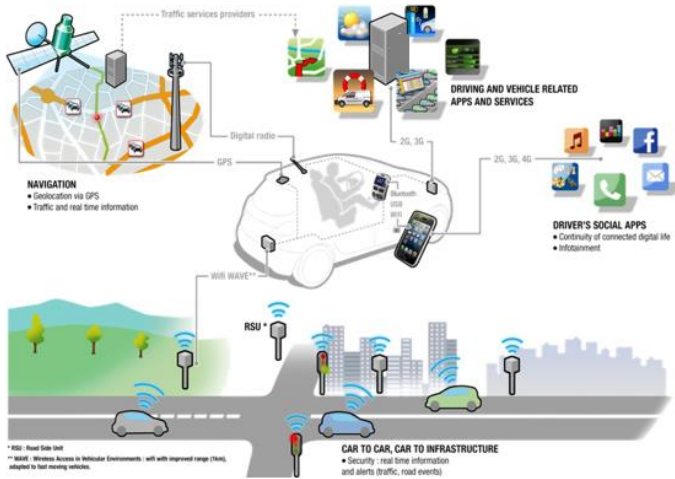 Traffic services providers
DRIVING AND VEHICLE RELATED
APPS AND SERVICES
Digital radio
GPS
2G, 3G
2G, 3G, 4G
NAVIGATION
• Geolocation via GPS
• Traffic and real time information
Bluetooth
USB
WiFi
DRIVER'S SOCIAL APPS
• Continuity of connected digital life
• Infotainment
Wifi WAVE**
RSU *
* RSU : Road Side Unit
** WAVE : Wireless Access in Vehicular Environments : wifi with improved range (1km),
adapted to fast moving vehicles.
CAR TO CAR, CAR TO INFRASTRUCTURE
• Security : real time information
and alerts (traffic, road events)